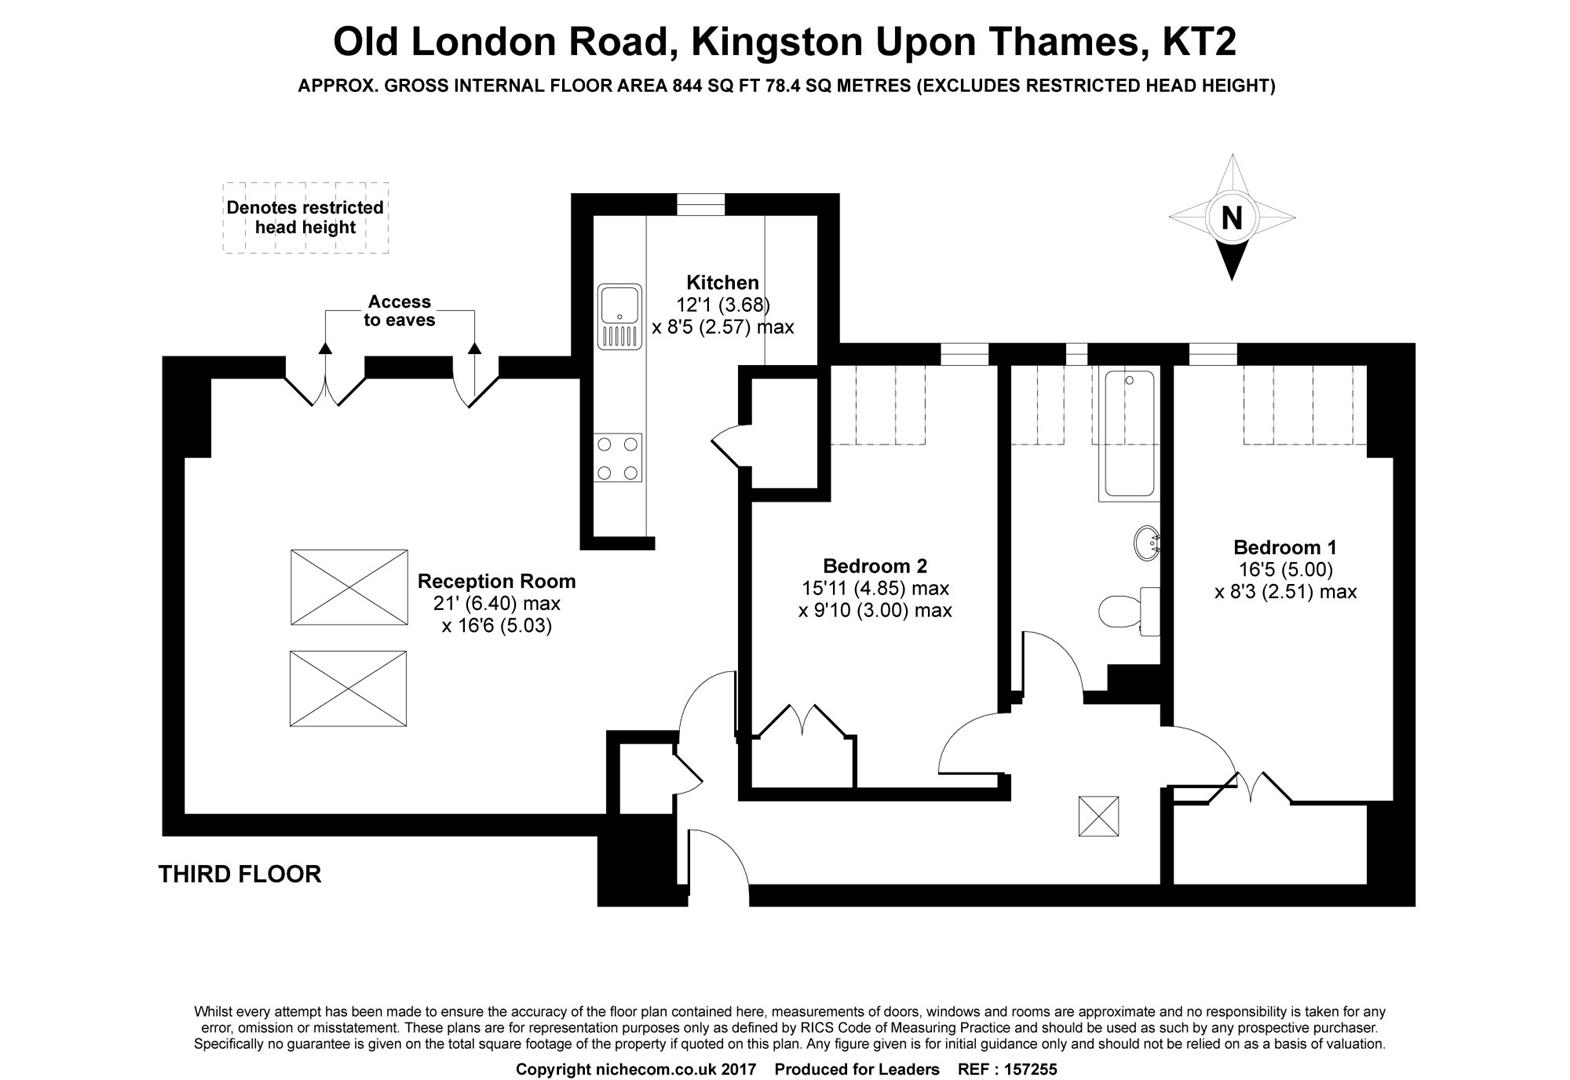 Old London Road, Kingston Upon Thames, KT2
APPROX. GROSS INTERNAL FLOOR AREA 844 SQ FT 78.4 SQ METRES (EXCLUDES RESTRICTED HEAD HEIGHT)
Denotes restricted
head height
N
Access
to eaves
Kitchen
12'1 (3.68)
x 8'5 (2.57) max
Reception Room
21' (6.40) max
x 16'6 (5.03)
Bedroom 2
15'11 (4.85) max
x 9'10 (3.00) max
Bedroom 1
16'5 (5.00)
x 8'3 (2.51) max
THIRD FLOOR
Whilst every attempt has been made to ensure the accuracy of the floor plan contained here, measurements of doors, windows and rooms are approximate and no responsibility is taken for any
error, omission or misstatement. These plans are for representation purposes only as defined by RICS Code of Measuring Practice and should be used as such by any prospective purchaser.
Specifically no guarantee is given on the total square footage of the property if quoted on this plan. Any figure given is for initial guidance only and should not be relied on as a basis of valuation.
Copyright nichecom.co.uk 2017 Produced for Leaders REF : 157255